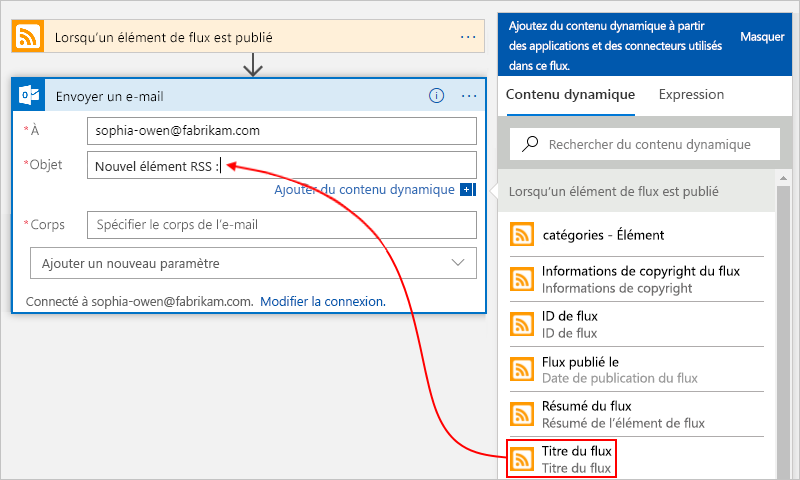 Lorsqu'un élément de flux est publié
Envoyer un e-mail
*À
sophia-owen@fabrikam.com
*Objet
Nouvel élément RSS :
Ajouter du contenu dynamique
*Corps
Spécifier le corps de l'e-mail
Ajouter un nouveau paramètre
Connecté à sophia-owen@fabrikam.com. Modifier la connexion.
Ajoutez du contenu dynamique à partir
des applications et des connecteurs utilisés
dans ce flux.
Masquer
Contenu dynamique
Expression
Rechercher du contenu dynamique
Lorsqu'un élément de flux est publié
catégories - Élément
Informations de copyright du flux
Informations de copyright
ID de flux
ID de flux
Flux publié le
Date de publication du flux
Résumé du flux
Résumé de l'élément de flux
Titre du flux
Titre du flux